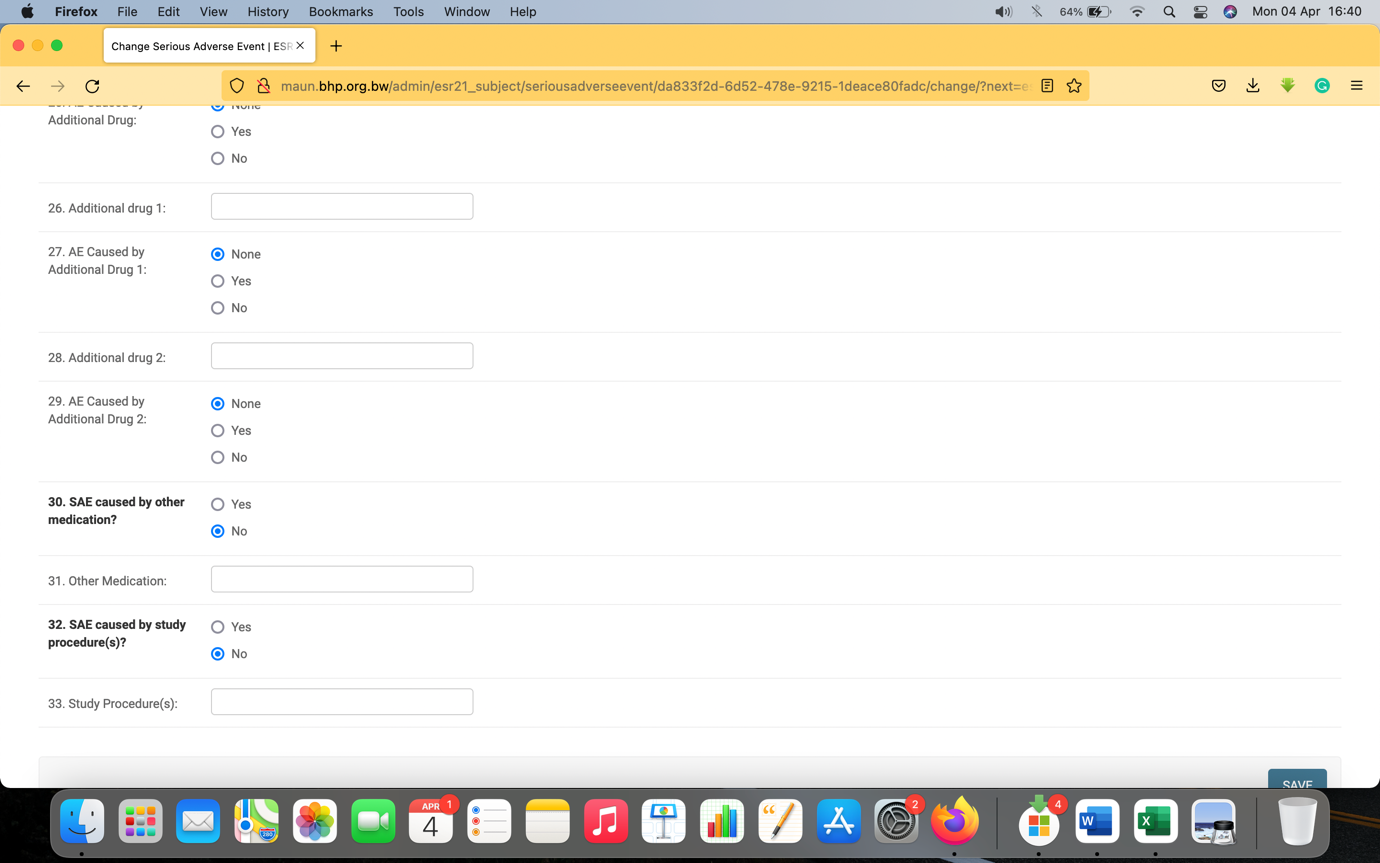 Firefox File Edit View History Bookmarks Tools Window Help 64% Mon 04 Apr 16:40
Change Serious Adverse Event | ESR
maun.bhp.org.bw/admin/esr21_subject/seriousadverseevent/da833f2d-6d52-478e-9215-1deace80fadc/change/?next=es
None
Additional Drug:
Yes
No
26. Additional drug 1:
27. AE Caused by
Additional Drug 1:
None
Yes
No
28. Additional drug 2:
29. AE Caused by
Additional Drug 2:
None
Yes
No
30. SAE caused by other
medication?
Yes
No
31. Other Medication:
32. SAE caused by study
procedure(s)?
Yes
No
33. Study Procedure(s):
SAVE
APR 1
4
280
2
4
W
X